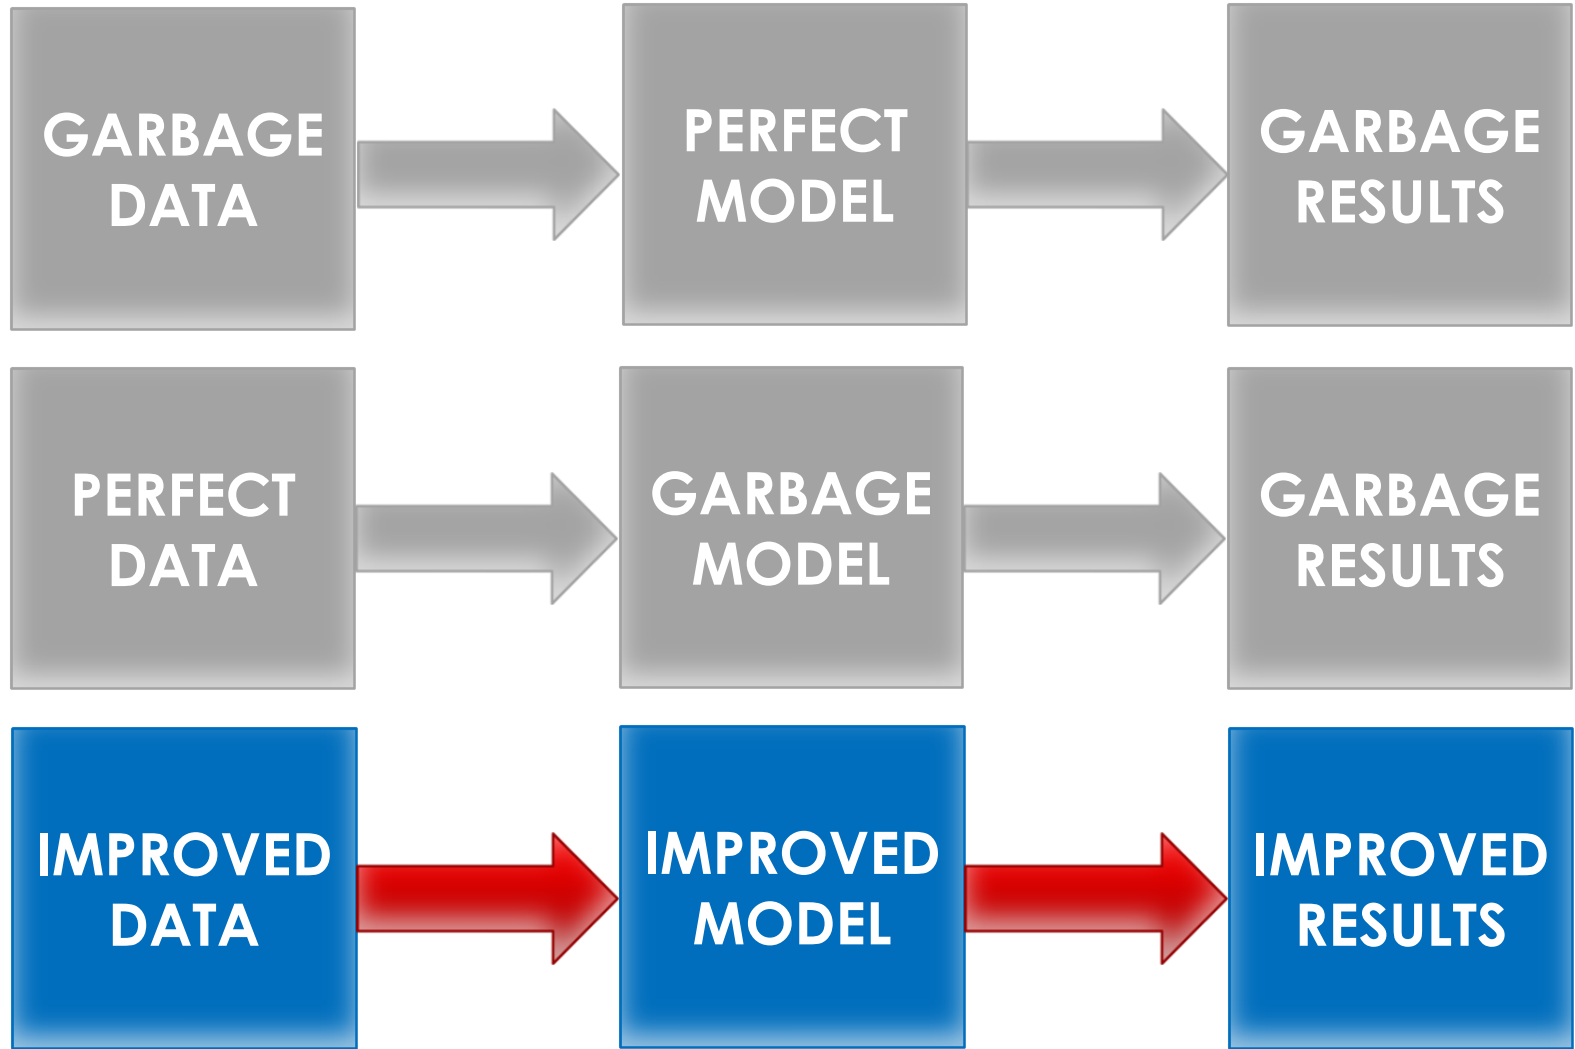 GARBAGE
DATA
PERFECT
MODEL
GARBAGE
RESULTS
PERFECT
DATA
GARBAGE
MODEL
GARBAGE
RESULTS
IMPROVED
DATA
IMPROVED
MODEL
IMPROVED
RESULTS